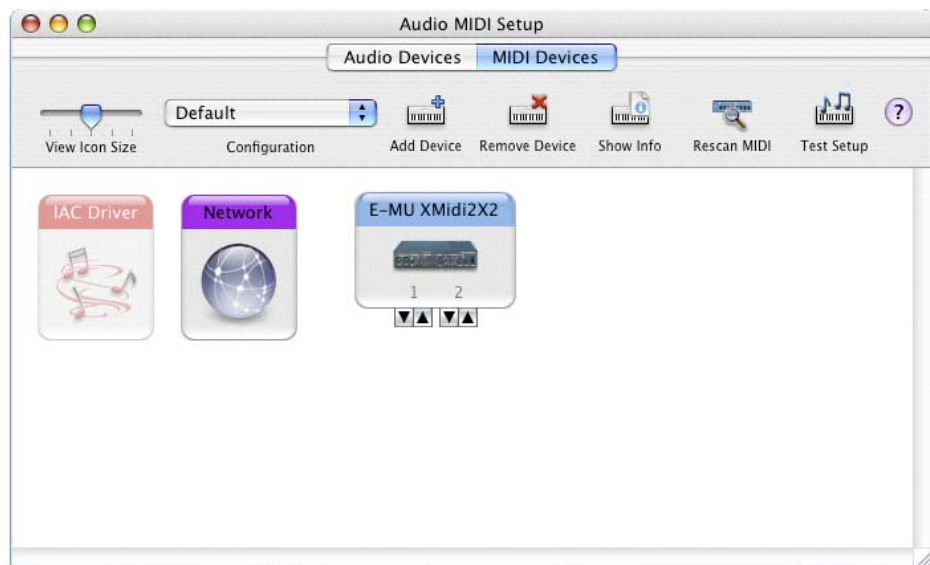 Audio MIDI Setup
Audio Devices MIDI Devices
Default
View Icon Size Configuration Add Device Remove Device Show Info Rescan MIDI Test Setup ?
IAC Driver Network E-MU XMidi2X2
1 2